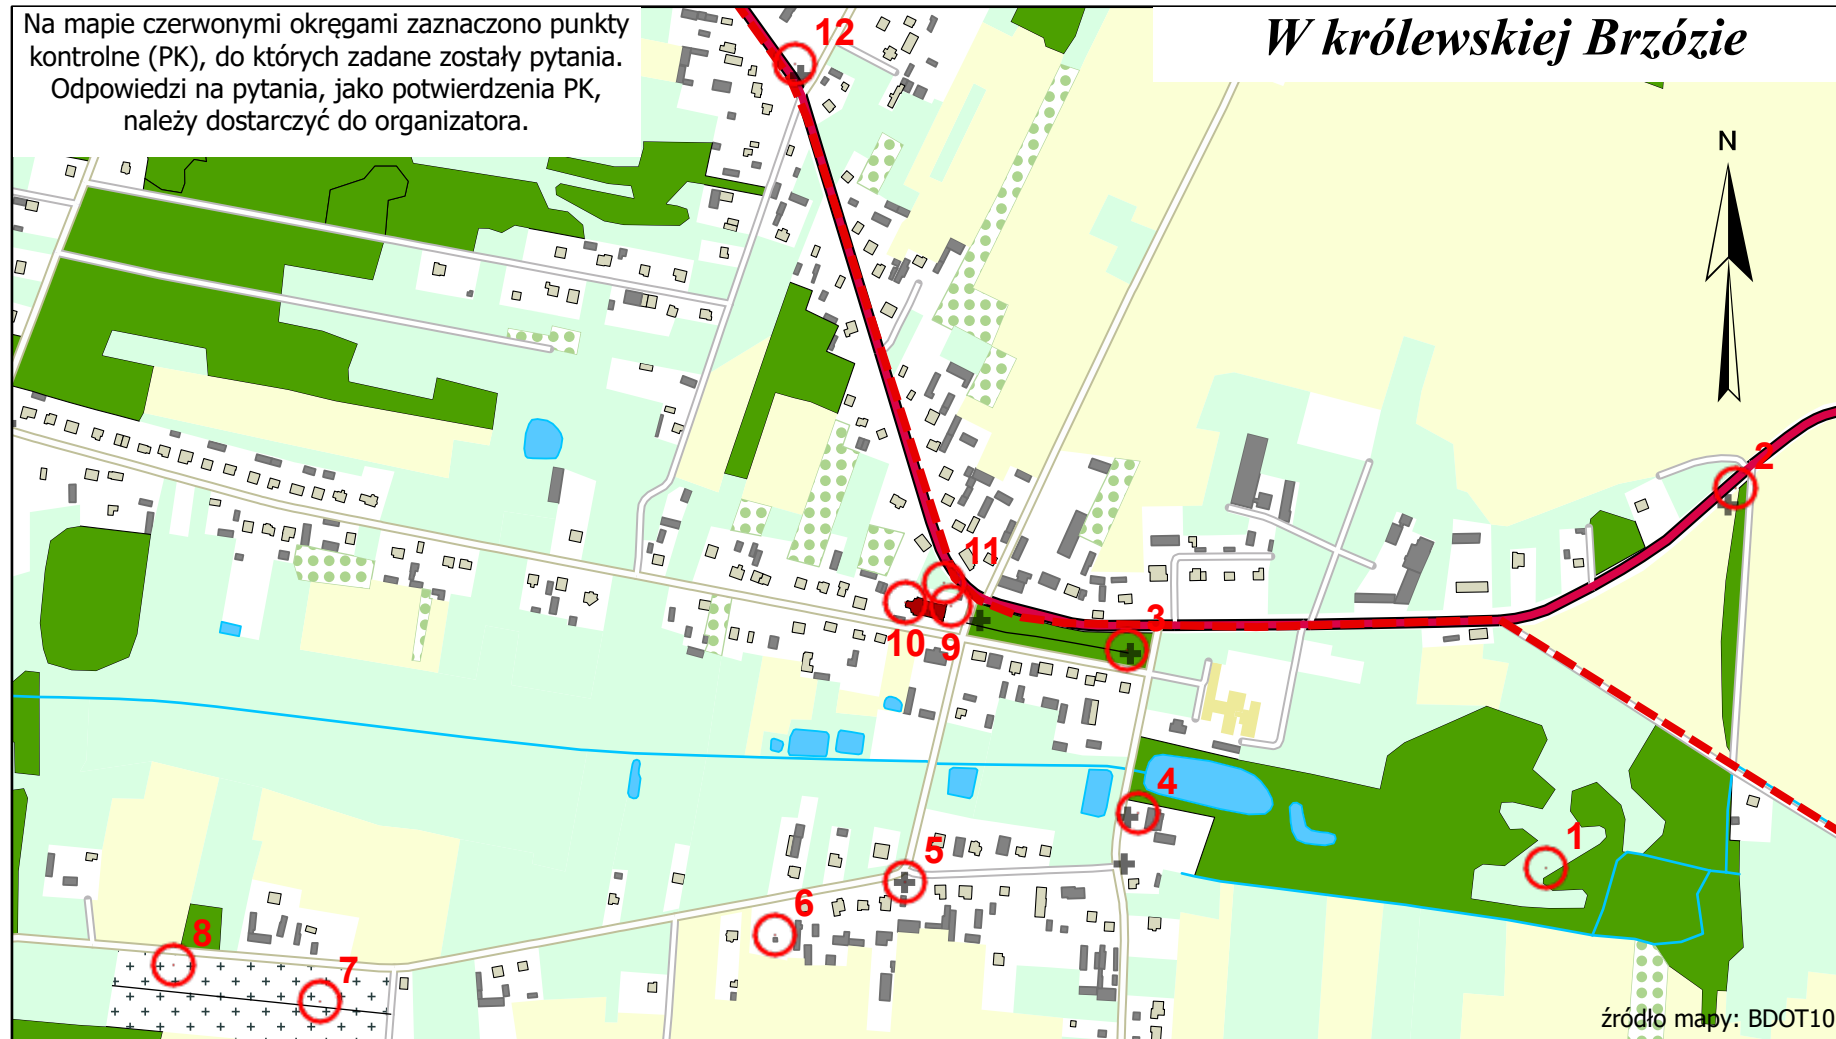 Na mapie czerwonymi okręgami zaznaczono punkty
kontrolne (PK), do których zadane zostały pytania.
Odpowiedzi na pytania, jako potwierdzenia PK,
należy dostarczyć do organizatora.
W królewskiej Brzózie
N
12
2
11
3
10
9
4
1
5
6
8
7
źródło mapy: BDOT10